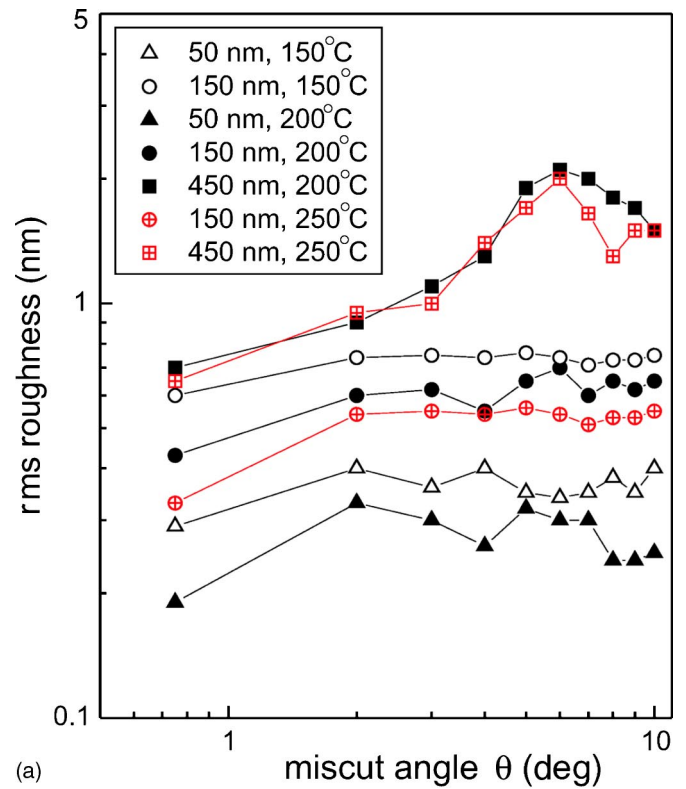 5
50 nm, 150°C
150 nm, 150°C
50 nm, 200°C
150 nm, 200°C
450 nm, 200°C
150 nm, 250°C
450 nm, 250°C
rms roughness (nm)
1
0.1
1 10
(a) miscut angle θ (deg)